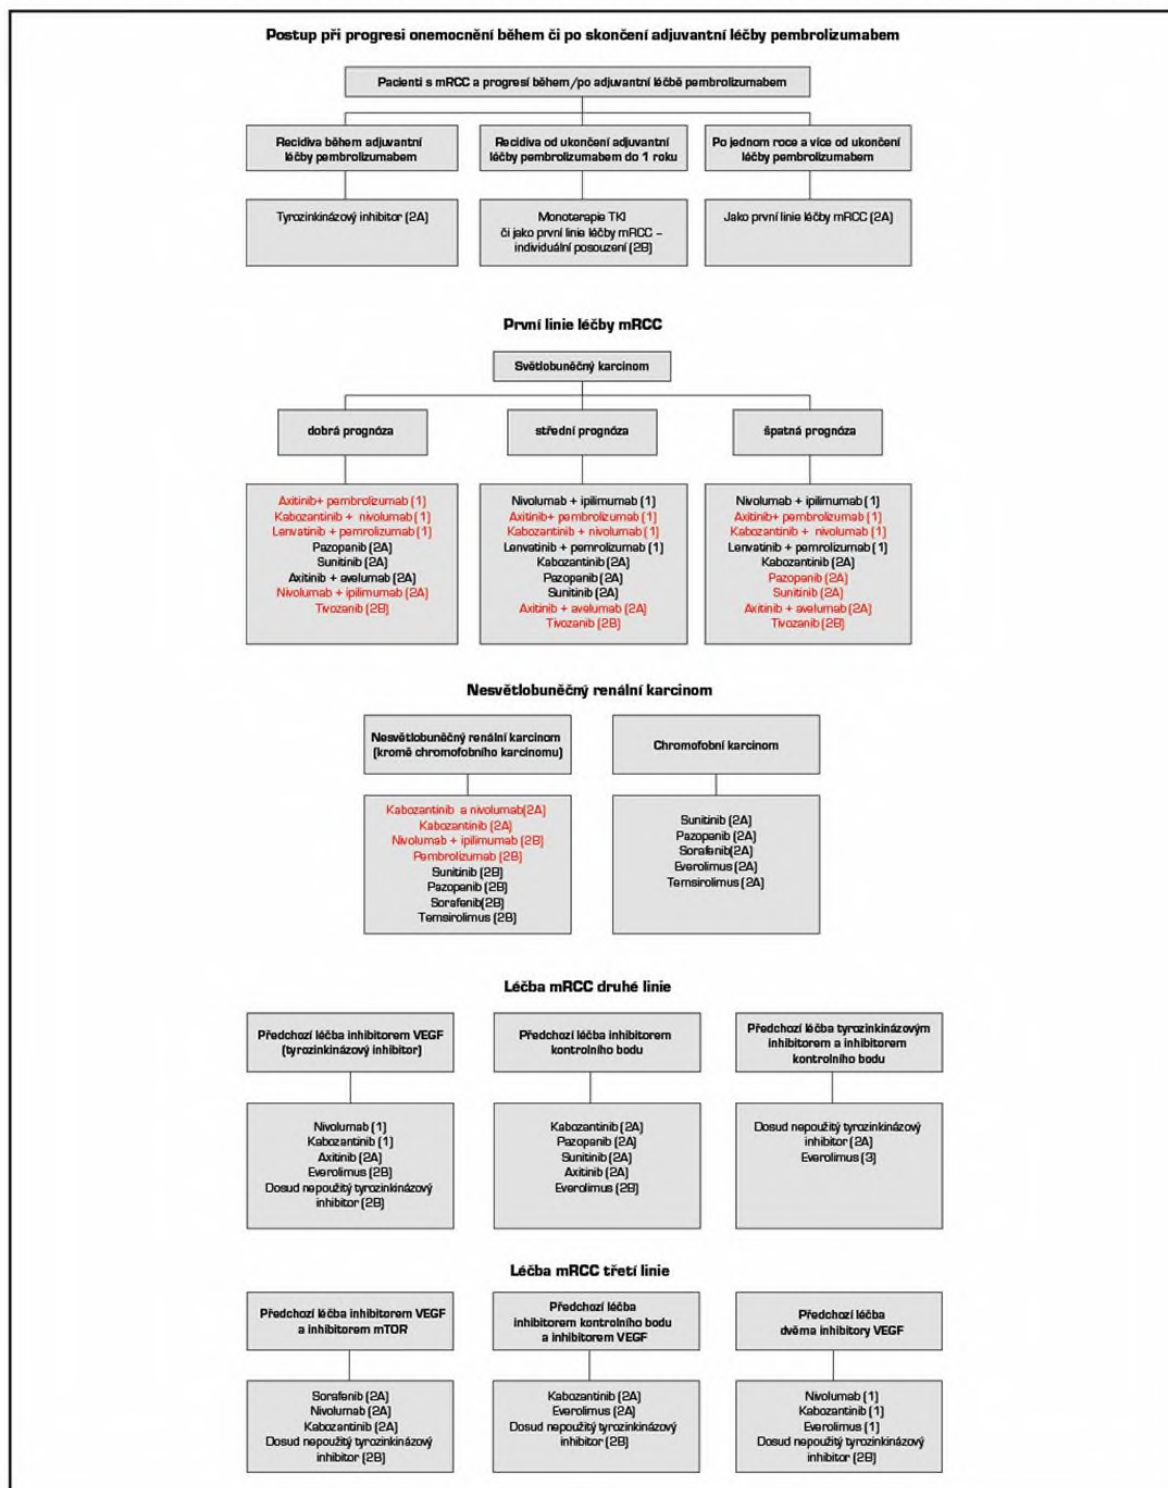 Postup při progresi onemocnění během či po skončení adjuvantní léčby pembrolizumabem
Pacienti s mRCC a progresí během/po adjuvantní léčbě pembrolizumabem
Recidiva během adjuvantní
léčby pembrolizumabem
Recidiva od ukončení adjuvantní
léčby pembrolizumabem do 1 roku
Po jednom roce a více od ukončení
léčby pembrolizumabem
Tyrozinkinázový inhibitor (2A)
Monoterapie TKI
či jako první linie léčby mRCC –
individuální posouzení (2B)
Jako první linie léčby mRCC (2A)
První linie léčby mRCC
Světlobuněčný karcinom
dobrá prognóza
střední prognóza
špatná prognóza
Axitinib+ pembrolizumab (1)
Kabozantinib + nivolumab (1)
Lenvatinib + pemrolizumab (1)
Pazopanib (2A)
Sunitinib (2A)
Axitinib + avelumab (2A)
Nivolumab + ipilimumab (2A)
Tivozanib (2B)
Nivolumab + ipilimumab (1)
Axitinib+ pembrolizumab (1)
Kabozantinib + nivolumab (1)
Lenvatinib + pemrolizumab (1)
Kabozantinib (2A)
Pazopanib (2A)
Sunitinib (2A)
Axitinib + avelumab (2A)
Tivozanib (2B)
Nivolumab + ipilimumab (1)
Axitinib+ pembrolizumab (1)
Kabozantinib + nivolumab (1)
Lenvatinib + pemrolizumab (1)
Kabozantinib (2A)
Pazopanib (2A)
Sunitinib (2A)
Axitinib + avelumab (2A)
Tivozanib (2B)
Nesvětlobuněčný renální karcinom
Nesvětlobuněčný renální karcinom
(kromě chromofobního karcinomu)
Chromofobní karcinom
Kabozantinib a nivolumab(2A)
Kabozantinib (2A)
Nivolumab + ipilimumab (2B)
Pembrolizumab (2B)
Sunitinib (2B)
Pazopanib (2B)
Sorafenib(2B)
Temsirolimus (2B)
Sunitinib (2A)
Pazopanib (2A)
Sorafenib(2A)
Everolimus (2A)
Temsirolimus (2A)
Léčba mRCC druhé linie
Předchozí léčba inhibitorem VEGF
(tyrozinkinázový inhibitor)
Předchozí léčba inhibitorem
kontrolního bodu
Předchozí léčba tyrozinkinázovým
inhibitorem a inhibitorem
kontrolního bodu
Nivolumab (1)
Kabozantinib (1)
Axitinib (2A)
Everolimus (2B)
Dosud nepoužitý tyrozinkinázový
inhibitor (2B)
Kabozantinib (2A)
Pazopanib (2A)
Sunitinib (2A)
Axitinib (2A)
Everolimus (2B)
Dosud nepoužitý tyrozinkinázový
inhibitor (2A)
Everolimus (3)
Léčba mRCC třetí linie
Předchozí léčba inhibitorem VEGF
a inhibitorem mTOR
Předchozí léčba
inhibitorem kontrolního bodu
a inhibitorem VEGF
Předchozí léčba
dvěma inhibitory VEGF
Sorafenib (2A)
Nivolumab (2A)
Kabozantinib (2A)
Dosud nepoužitý tyrozinkinázový
inhibitor (2B)
Kabozantinib (2A)
Everolimus (2A)
Dosud nepoužitý tyrozinkinázový
inhibitor (2B)
Nivolumab (1)
Kabozantinib (1)
Everolimus (1)
Dosud nepoužitý tyrozinkinázový
inhibitor (2B)